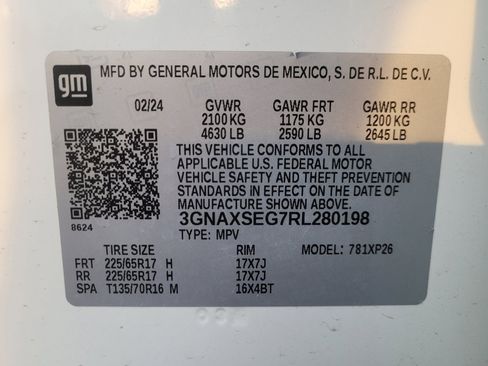 gm
MFD BY GENERAL MOTORS DE MEXICO, S. DE R.L. DE C.V.
02/24 GVWR GAWR FRT GAWR RR
2100 KG 1175 KG 1200 KG
4630 LB 2590 LB 2645 LB
THIS VEHICLE CONFORMS TO ALL
APPLICABLE U.S. FEDERAL MOTOR
VEHICLE SAFETY AND THEFT PREVENTION
STANDARDS IN EFFECT ON THE DATE OF
MANUFACTURE SHOWN ABOVE.
8624 3GNAXSEG7RL280198
TYPE: MPV
TIRE SIZE RIM MODEL: 781XP26
FRT 225/65R17 H 17X7J
RR 225/65R17 H 17X7J
SPA T135/70R16 M 16X4BT